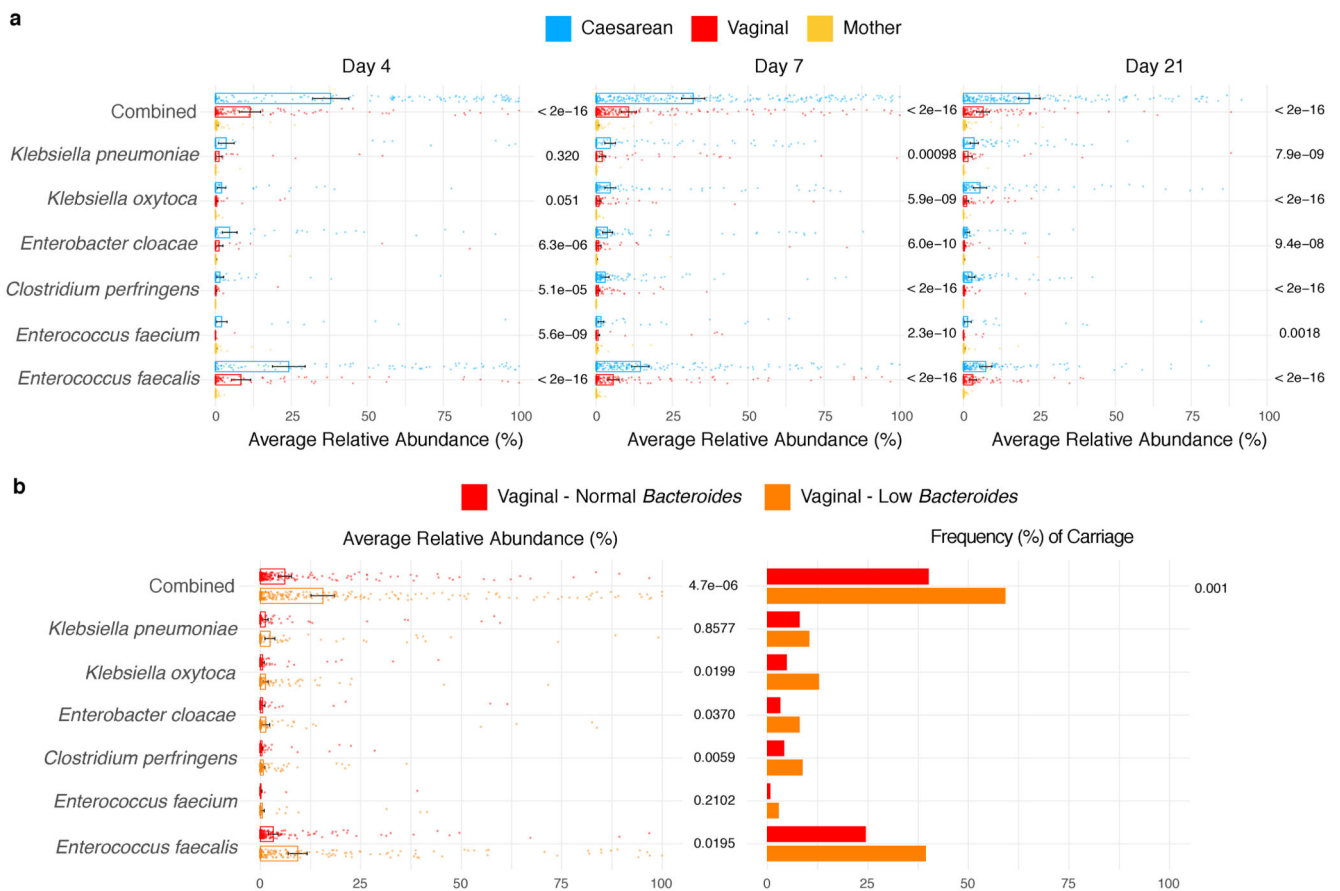 a
Caesarean Vaginal Mother
Day 4 Day 7 Day 21
Combined <2e−16 <2e−16 <2e−16
Klebsiella pneumoniae 0.320 0.00098 7.9e−09
Klebsiella oxytoca 0.051 5.9e−09 <2e−16
Enterobacter cloacae 6.3e−06 6.0e−10 9.4e−08
Clostridium perfringens 5.1e−05 <2e−16 <2e−16
Enterococcus faecium 5.6e−09 2.3e−10 0.0018
Enterococcus faecalis <2e−16 <2e−16 <2e−16
0 25 50 75 100 0 25 50 75 100 0 25 50 75 100
Average Relative Abundance (%) Average Relative Abundance (%) Average Relative Abundance (%)
b
Vaginal - Normal Bacteroides Vaginal - Low Bacteroides
Average Relative Abundance (%) Frequency (%) of Carriage
Combined 4.7e−06 0.001
Klebsiella pneumoniae 0.8577
Klebsiella oxytoca 0.0199
Enterobacter cloacae 0.0370
Clostridium perfringens 0.0059
Enterococcus faecium 0.2102
Enterococcus faecalis 0.0195
0 25 50 75 100 0 25 50 75 100